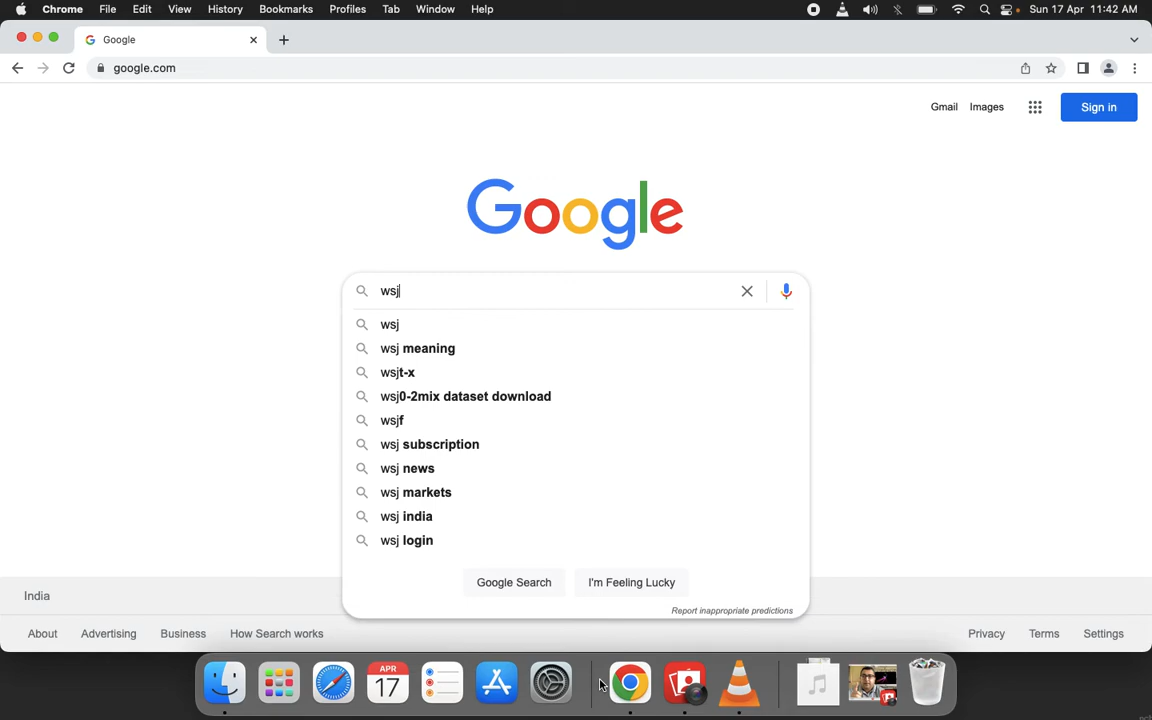 Chrome File Edit View History Bookmarks Profiles Tab Window Help Sun 17 Apr 11:42 AM
Google
google.com
Gmail Images Sign in
Google
wsj
wsj
wsj meaning
wsjt-x
wsj0-2mix dataset download
wsjf
wsj subscription
wsj news
wsj markets
wsj india
wsj login
Google Search I'm Feeling Lucky
Report inappropriate predictions
India
About Advertising Business How Search works Privacy Terms Settings
APR
17